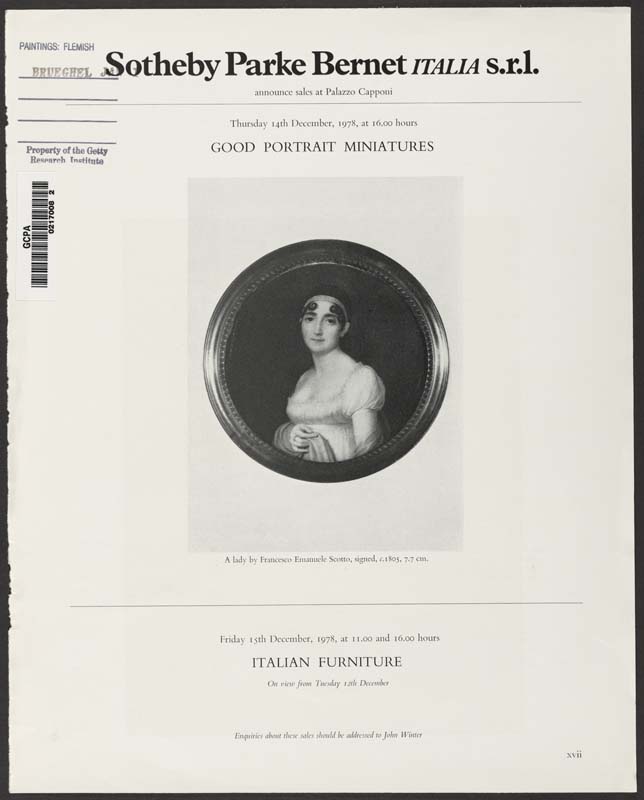 PAINTINGS: FLEMISH
BRUEGHEL
Property of the Getty
Research Institute
GCPA
0217008 2
Sotheby Parke Bernet ITALIA s.r.l.
announce sales at Palazzo Capponi
Thursday 14th December, 1978, at 16.00 hours
GOOD PORTRAIT MINIATURES
A lady by Francesco Emanuele Scotto, signed, c.1805, 7.7 cm.
Friday 15th December, 1978, at 11.00 and 16.00 hours
ITALIAN FURNITURE
On view from Tuesday 12th December
Enquiries about these sales should be addressed to John Winter
xvii